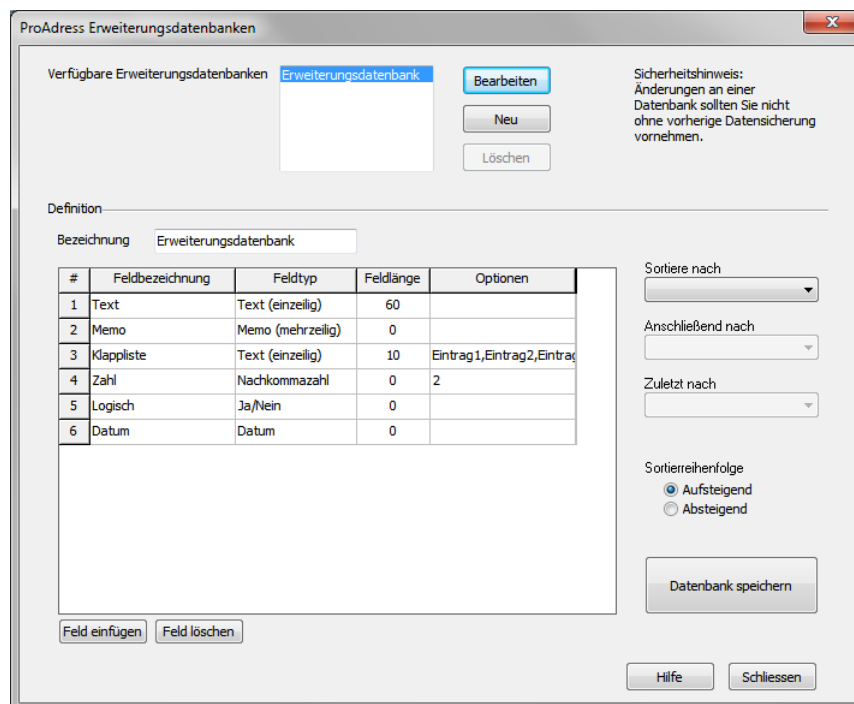 ProAdress Erweiterungsdatenbanken
Verfügbare Erweiterungsdatenbanken
Erweiterungsdatenbank
Bearbeiten
Neu
Löschen
Sicherheitshinweis:
Änderungen an einer
Datenbank sollten Sie nicht
ohne vorherige Datensicherung
vornehmen.
Definition
Bezeichnung Erweiterungsdatenbank
# Feldbezeichnung Feldtyp Feldlänge Optionen
1 Text Text (einzeilig) 60
2 Memo Memo (mehrzeilig) 0
3 Klappliste Text (einzeilig) 10 Eintrag1,Eintrag2,Eintrag
4 Zahl Nachkommazahl 0 2
5 Logisch Ja/Nein 0
6 Datum Datum 0
Sortiere nach
Anschließend nach
Zuletzt nach
Sortierreihenfolge
Aufsteigend
Absteigend
Datenbank speichern
Feld einfügen Feld löschen
Hilfe Schliessen